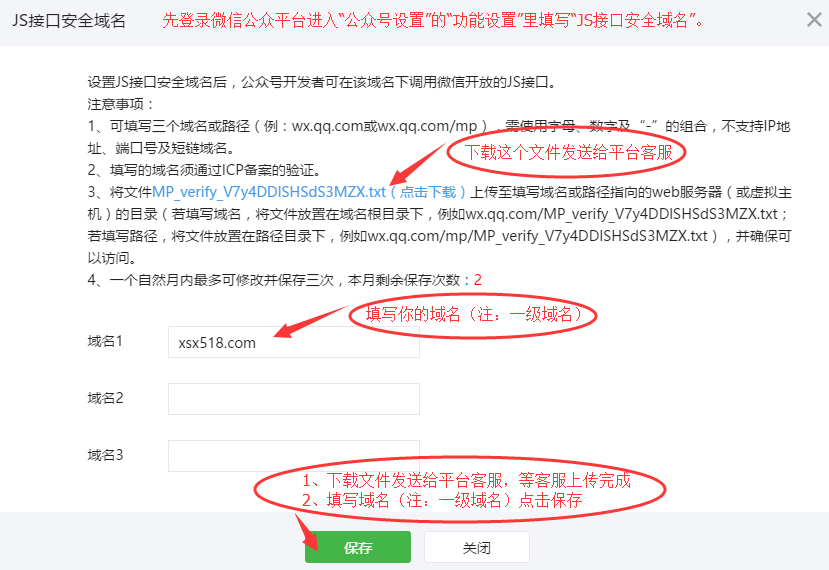 JS接口安全域名
先登录微信公众平台进入“公众号设置”的“功能设置”里填写“JS接口安全域名”。
设置JS接口安全域名后，公众号开发者可在该域名下调用微信开放的JS接口。
注意事项：
1、可填写三个域名或路径（例：wx.qq.com或wx.qq.com/mp），需使用字母、数字及“-”的组合，不支持IP地
址、端口号及短链域名。
下载这个文件发送给平台客服
2、填写的域名须通过ICP备案的验证。
3、将文件MP_verify_V7y4DDISHSdS3MZX.txt（点击下载）上传至填写域名或路径指向的web服务器（或虚拟主
机）的目录（若填写域名，将文件放置在域名根目录下，例如wx.qq.com/MP_verify_V7y4DDISHSdS3MZX.txt；
若填写路径，将文件放置在路径目录下，例如wx.qq.com/mp/MP_verify_V7y4DDISHSdS3MZX.txt），并确保可
以访问。
4、一个自然月内最多可修改并保存三次，本月剩余保存次数：2
填写你的域名（注：一级域名）
域名1
xsx518.com
域名2
域名3
1、下载文件发送给平台客服，等客服上传完成
2、填写域名（注：一级域名）点击保存
保存
关闭